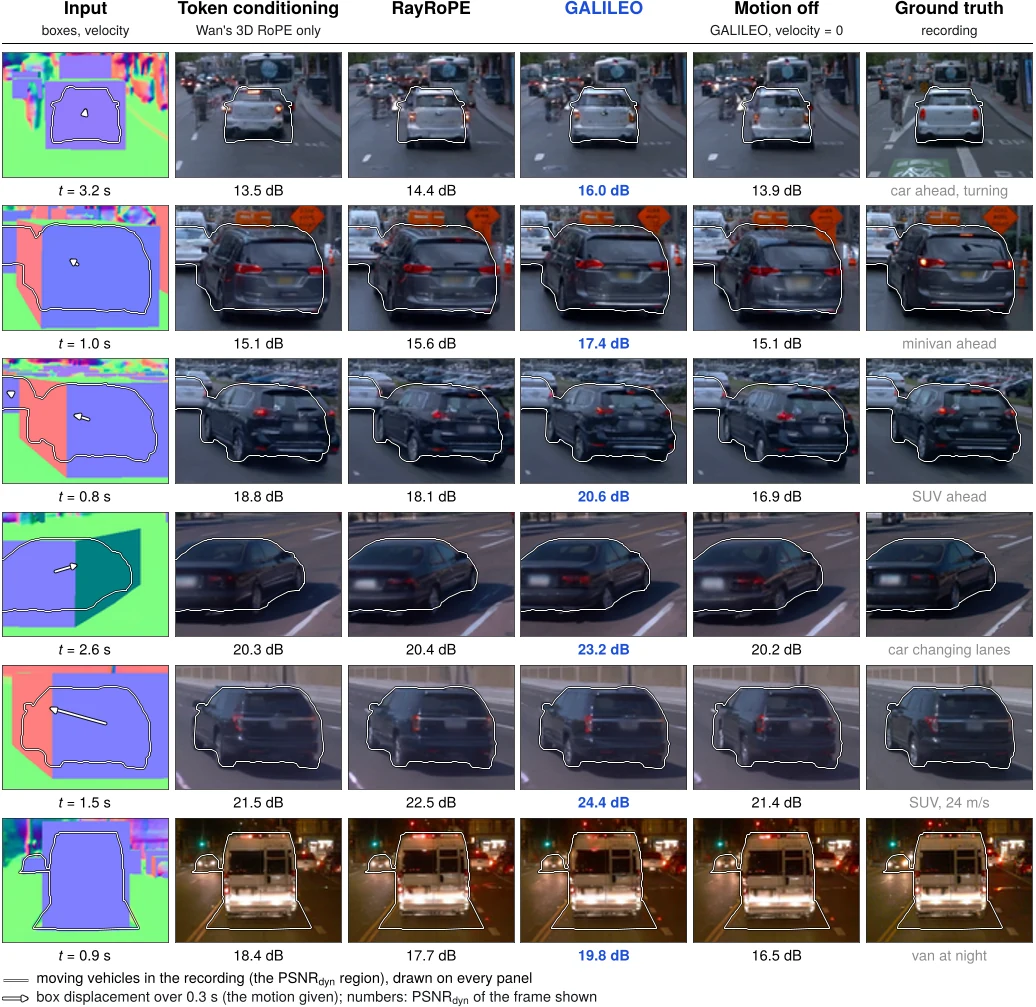 Input Token conditioning RayRoPE GALILEO Motion off Ground truth
boxes, velocity Wan's 3D RoPE only GALILEO, velocity = 0 recording
t = 3.2 s 13.5 dB 14.4 dB 16.0 dB 13.9 dB car ahead, turning
t = 1.0 s 15.1 dB 15.6 dB 17.4 dB 15.1 dB minivan ahead
t = 0.8 s 18.8 dB 18.1 dB 20.6 dB 16.9 dB SUV ahead
t = 2.6 s 20.3 dB 20.4 dB 23.2 dB 20.2 dB car changing lanes
t = 1.5 s 21.5 dB 22.5 dB 24.4 dB 21.4 dB SUV, 24 m/s
t = 0.9 s 18.4 dB 17.7 dB 19.8 dB 16.5 dB van at night
moving vehicles in the recording (the PSNRdyn region), drawn on every panel
box displacement over 0.3 s (the motion given); numbers: PSNRdyn of the frame shown